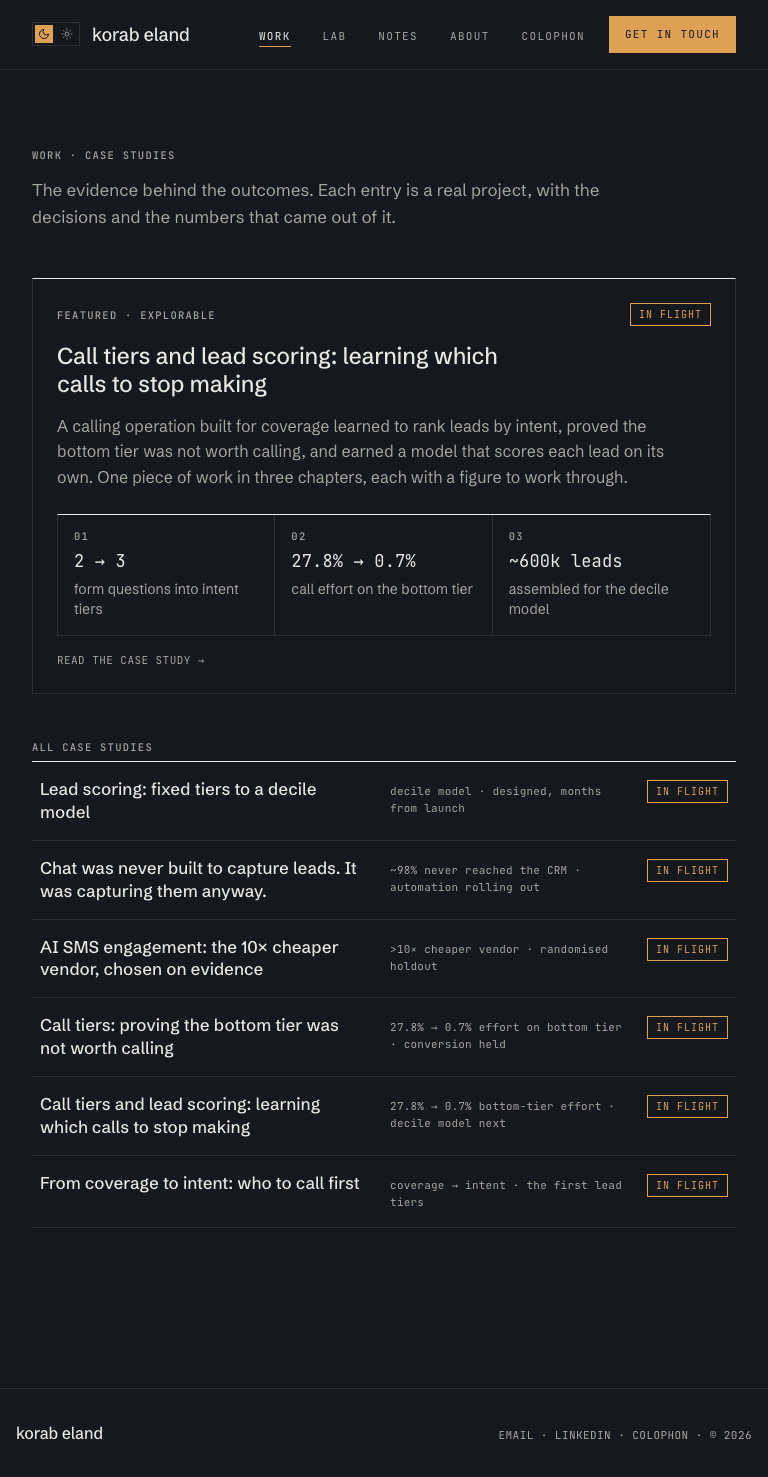 korab eland
WORK LAB NOTES ABOUT COLOPHON GET IN TOUCH
WORK · CASE STUDIES
The evidence behind the outcomes. Each entry is a real project, with the
decisions and the numbers that came out of it.
FEATURED · EXPLORABLE
IN FLIGHT
Call tiers and lead scoring: learning which
calls to stop making
A calling operation built for coverage learned to rank leads by intent, proved the
bottom tier was not worth calling, and earned a model that scores each lead on its
own. One piece of work in three chapters, each with a figure to work through.
01
2 → 3
form questions into intent
tiers
02
27.8% → 0.7%
call effort on the bottom tier
03
~600k leads
assembled for the decile
model
READ THE CASE STUDY →
ALL CASE STUDIES
Lead scoring: fixed tiers to a decile
model
decile model · designed, months
from launch
IN FLIGHT
Chat was never built to capture leads. It
was capturing them anyway.
~98% never reached the CRM ·
automation rolling out
IN FLIGHT
AI SMS engagement: the 10× cheaper
vendor, chosen on evidence
>10× cheaper vendor · randomised
holdout
IN FLIGHT
Call tiers: proving the bottom tier was
not worth calling
27.8% → 0.7% effort on bottom tier
· conversion held
IN FLIGHT
Call tiers and lead scoring: learning
which calls to stop making
27.8% → 0.7% bottom-tier effort ·
decile model next
IN FLIGHT
From coverage to intent: who to call first
coverage → intent · the first lead
tiers
IN FLIGHT
korab eland
EMAIL · LINKEDIN · COLOPHON · © 2026